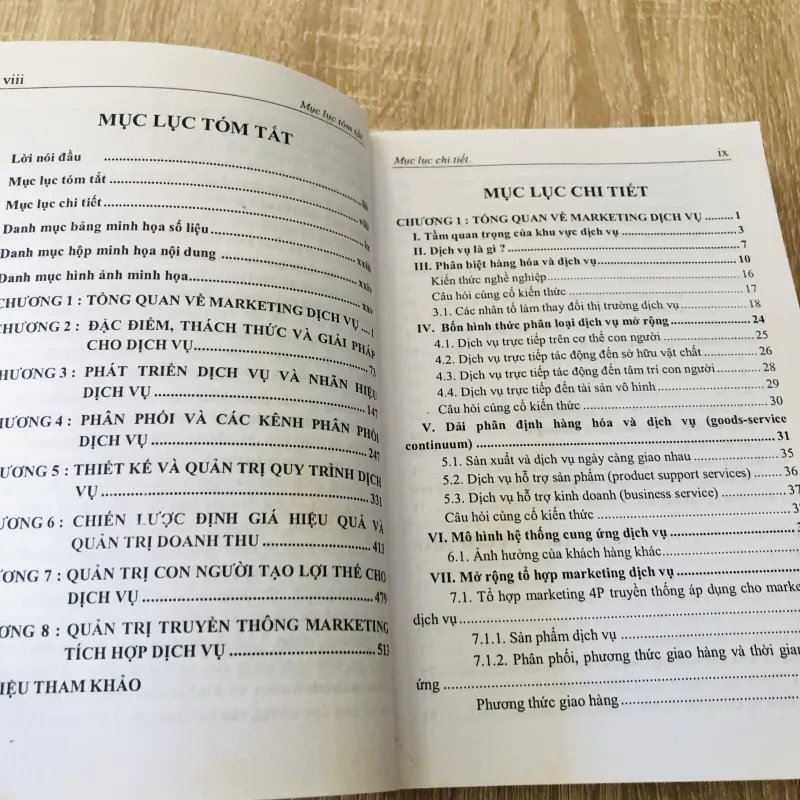 viii
Mục lục tóm tắt
MỤC LỤC TÓM TẮT
Lời nói đầu ........................
Mục lục tóm tắt ........................ iii
Mục lục chi tiết ........................ viii
Danh mục bảng minh họa số liệu ........................ ix
Danh mục hộp minh họa nội dung ........................ xxiii
Danh mục hình ảnh minh họa ........................ xxiv
CHƯƠNG 1 : TỔNG QUAN VỀ MARKETING DỊCH VỤ .... 1
CHƯƠNG 2 : ĐẶC ĐIỂM, THÁCH THỨC VÀ GIẢI PHÁP
CHO DỊCH VỤ ........................ 73
HƯƠNG 3 : PHÁT TRIỂN DỊCH VỤ VÀ NHÃN HIỆU
DỊCH VỤ ........................ 147
HƯƠNG 4 : PHÂN PHỐI VÀ CÁC KÊNH PHÂN PHỐI
DỊCH VỤ ........................ 247
ƯƠNG 5 : THIẾT KẾ VÀ QUẢN TRỊ QUY TRÌNH DỊCH
VỤ ........................ 331
ƯƠNG 6 : CHIẾN LƯỢC ĐỊNH GIÁ HIỆU QUẢ VÀ
QUẢN TRỊ DOANH THU ........................ 413
ƠNG 7 : QUẢN TRỊ CON NGƯỜI TẠO LỢI THẾ CHO
DỊCH VỤ ........................ 479
ƠNG 8 : QUẢN TRỊ TRUYỀN THÔNG MARKETING
TÍCH HỢP DỊCH VỤ ........................ 513
IỆU THAM KHẢO
Mục lục chi tiết
ix
MỤC LỤC CHI TIẾT
CHƯƠNG 1 : TỔNG QUAN VỀ MARKETING DỊCH VỤ ......... 1
I. Tầm quan trọng của khu vực dịch vụ ........................ 3
II. Dịch vụ là gì ? ........................ 7
III. Phân biệt hàng hóa và dịch vụ ........................ 10
Kiến thức nghề nghiệp ........................ 16
Câu hỏi củng cố kiến thức ........................ 17
3.1. Các nhân tố làm thay đổi thị trường dịch vụ ........................ 18
IV. Bốn hình thức phân loại dịch vụ mở rộng ........................ 24
4.1. Dịch vụ trực tiếp trên cơ thể con người ........................ 25
4.2. Dịch vụ trực tiếp tác động đến sở hữu vật chất ........................ 26
4.3. Dịch vụ trực tiếp tác động đến tâm trí con người ........................ 28
4.4. Dịch vụ trực tiếp đến tài sản vô hình ........................ 29
Câu hỏi củng cố kiến thức ........................ 30
V. Dải phân định hàng hóa và dịch vụ (goods-service
continuum) ........................ 31
5.1. Sản xuất và dịch vụ ngày càng giao nhau ........................ 35
5.2. Dịch vụ hỗ trợ sản phẩm (product support services) ........ 36
5.3. Dịch vụ hỗ trợ kinh doanh (business service) ........................ 37
Câu hỏi củng cố kiến thức ........................
VI. Mô hình hệ thống cung ứng dịch vụ ........................
6.1. Ảnh hưởng của khách hàng khác ........................
VII. Mở rộng tổ hợp marketing dịch vụ ........................
7.1. Tổ hợp marketing 4P truyền thống áp dụng cho marke
dịch vụ ........................
7.1.1. Sản phẩm dịch vụ ........................
7.1.2. Phân phối, phương thức giao hàng và thời gian
ứng ........................
Phương thức giao hàng ........................